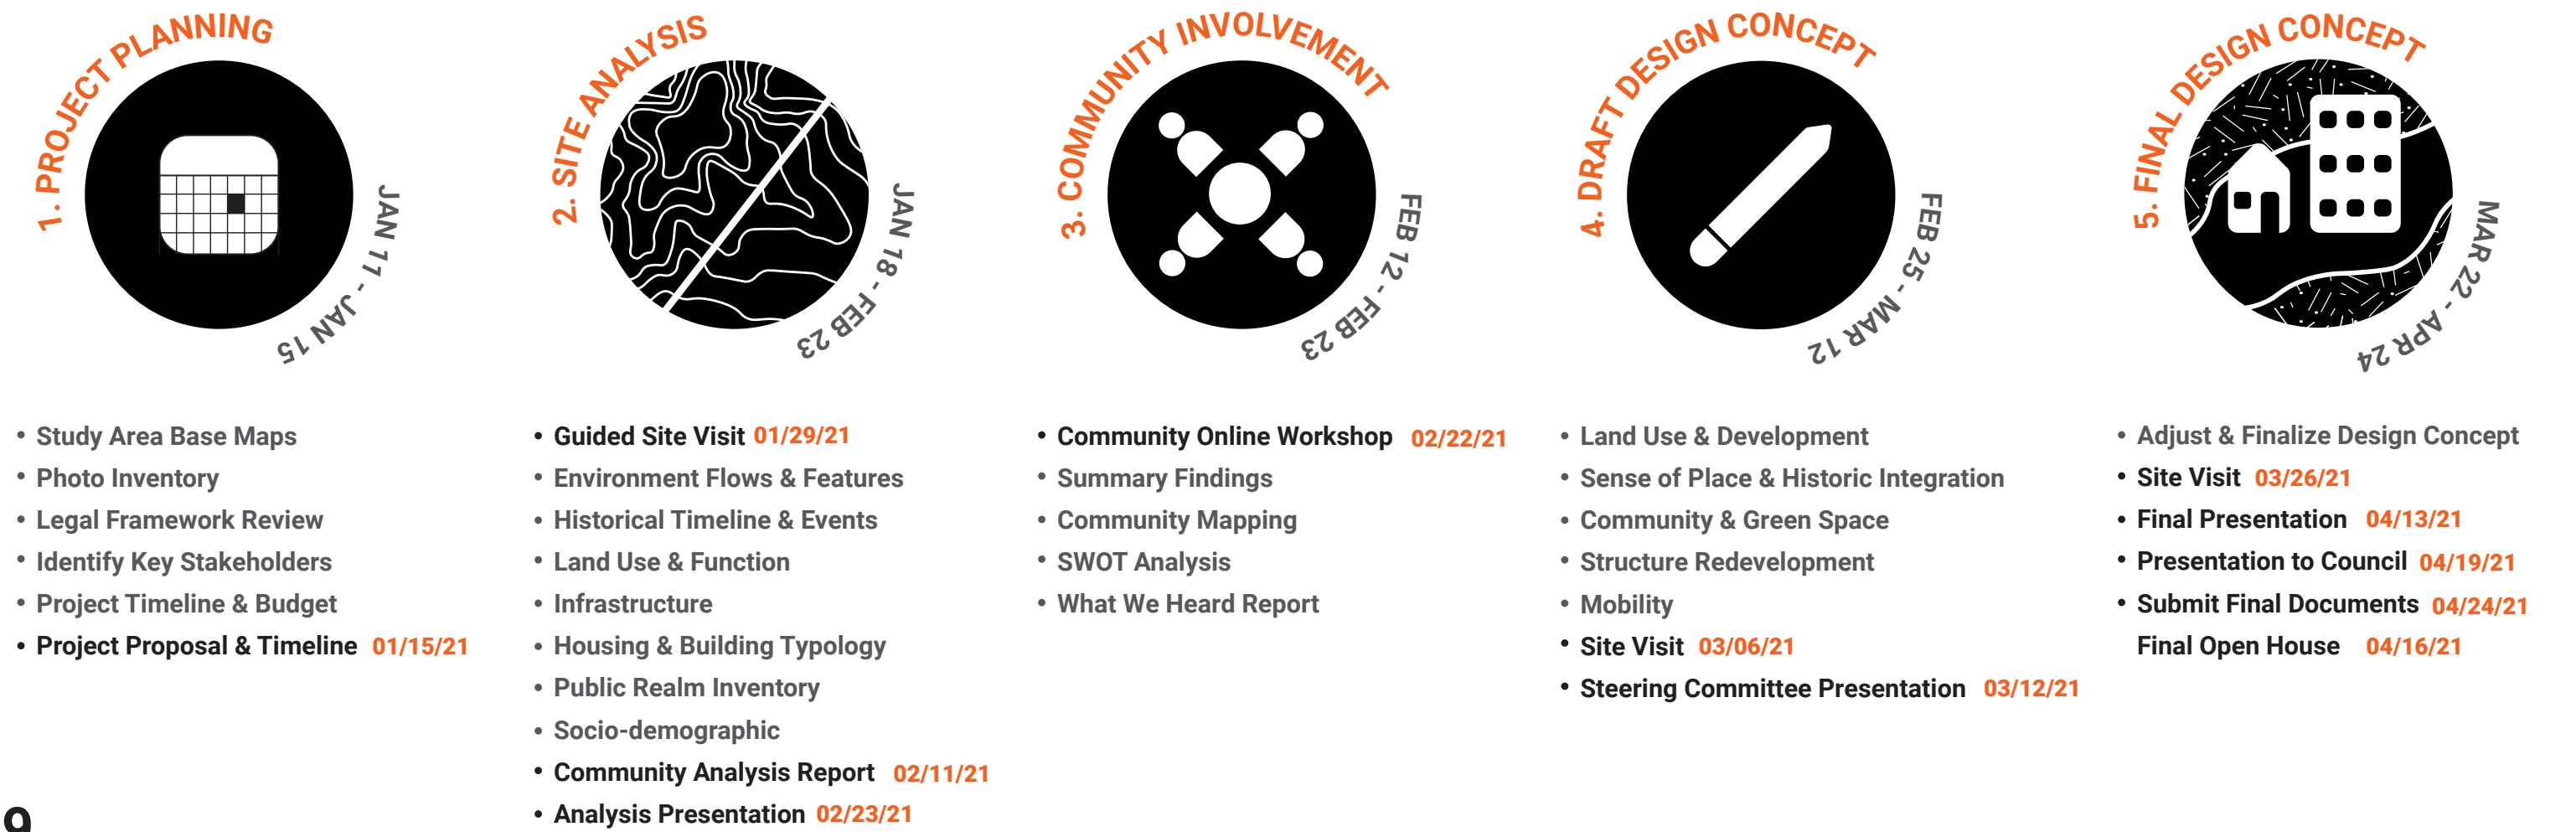 1. PROJECT PLANNING
JAN 11 - JAN 15
• Study Area Base Maps
• Photo Inventory
• Legal Framework Review
• Identify Key Stakeholders
• Project Timeline & Budget
• Project Proposal & Timeline 01/15/21
2. SITE ANALYSIS
JAN 18 - FEB 23
• Guided Site Visit 01/29/21
• Environment Flows & Features
• Historical Timeline & Events
• Land Use & Function
• Infrastructure
• Housing & Building Typology
• Public Realm Inventory
• Socio-demographic
• Community Analysis Report 02/11/21
• Analysis Presentation 02/23/21
3. COMMUNITY INVOLVEMENT
FEB 12 - FEB 23
• Community Online Workshop 02/22/21
• Summary Findings
• Community Mapping
• SWOT Analysis
• What We Heard Report
4. DRAFT DESIGN CONCEPT
FEB 25 - MAR 12
• Land Use & Development
• Sense of Place & Historic Integration
• Community & Green Space
• Structure Redevelopment
• Mobility
• Site Visit 03/06/21
• Steering Committee Presentation 03/12/21
5. FINAL DESIGN CONCEPT
MAR 22 - APR 24
• Adjust & Finalize Design Concept
• Site Visit 03/26/21
• Final Presentation 04/13/21
• Presentation to Council 04/19/21
• Submit Final Documents 04/24/21
Final Open House 04/16/21
9